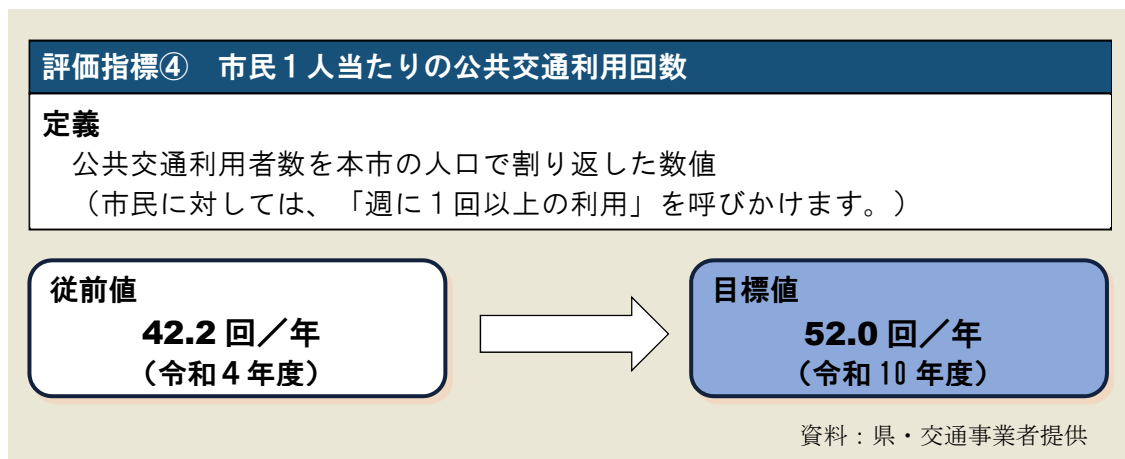 評価指標④　市民１人当たりの公共交通利用回数
定義
公共交通利用者数を本市の人口で割り返した数値
（市民に対しては、「週に１回以上の利用」を呼びかけます。）
従前値
42.2 回／年
（令和４年度）
目標値
52.0 回／年
（令和 10 年度）
資料：県・交通事業者提供